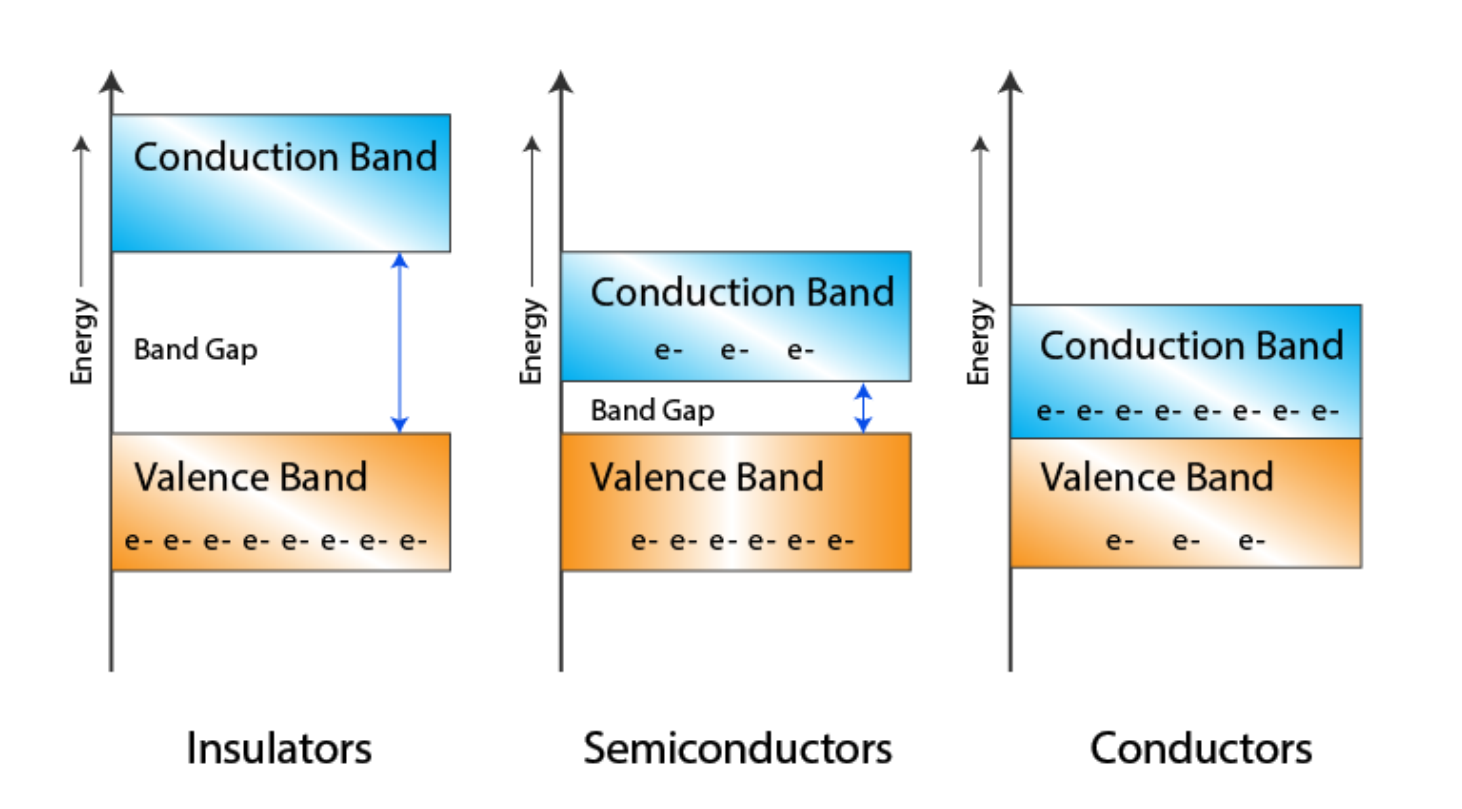 Conduction Band
Energy
Band Gap
Valence Band
e- e- e- e- e- e- e- e-
Insulators
Conduction Band
e- e- e-
Energy
Band Gap
Valence Band
e- e- e- e- e- e-
Semiconductors
Conduction Band
e- e- e- e- e- e- e- e-
Energy
Valence Band
e- e- e-
Conductors